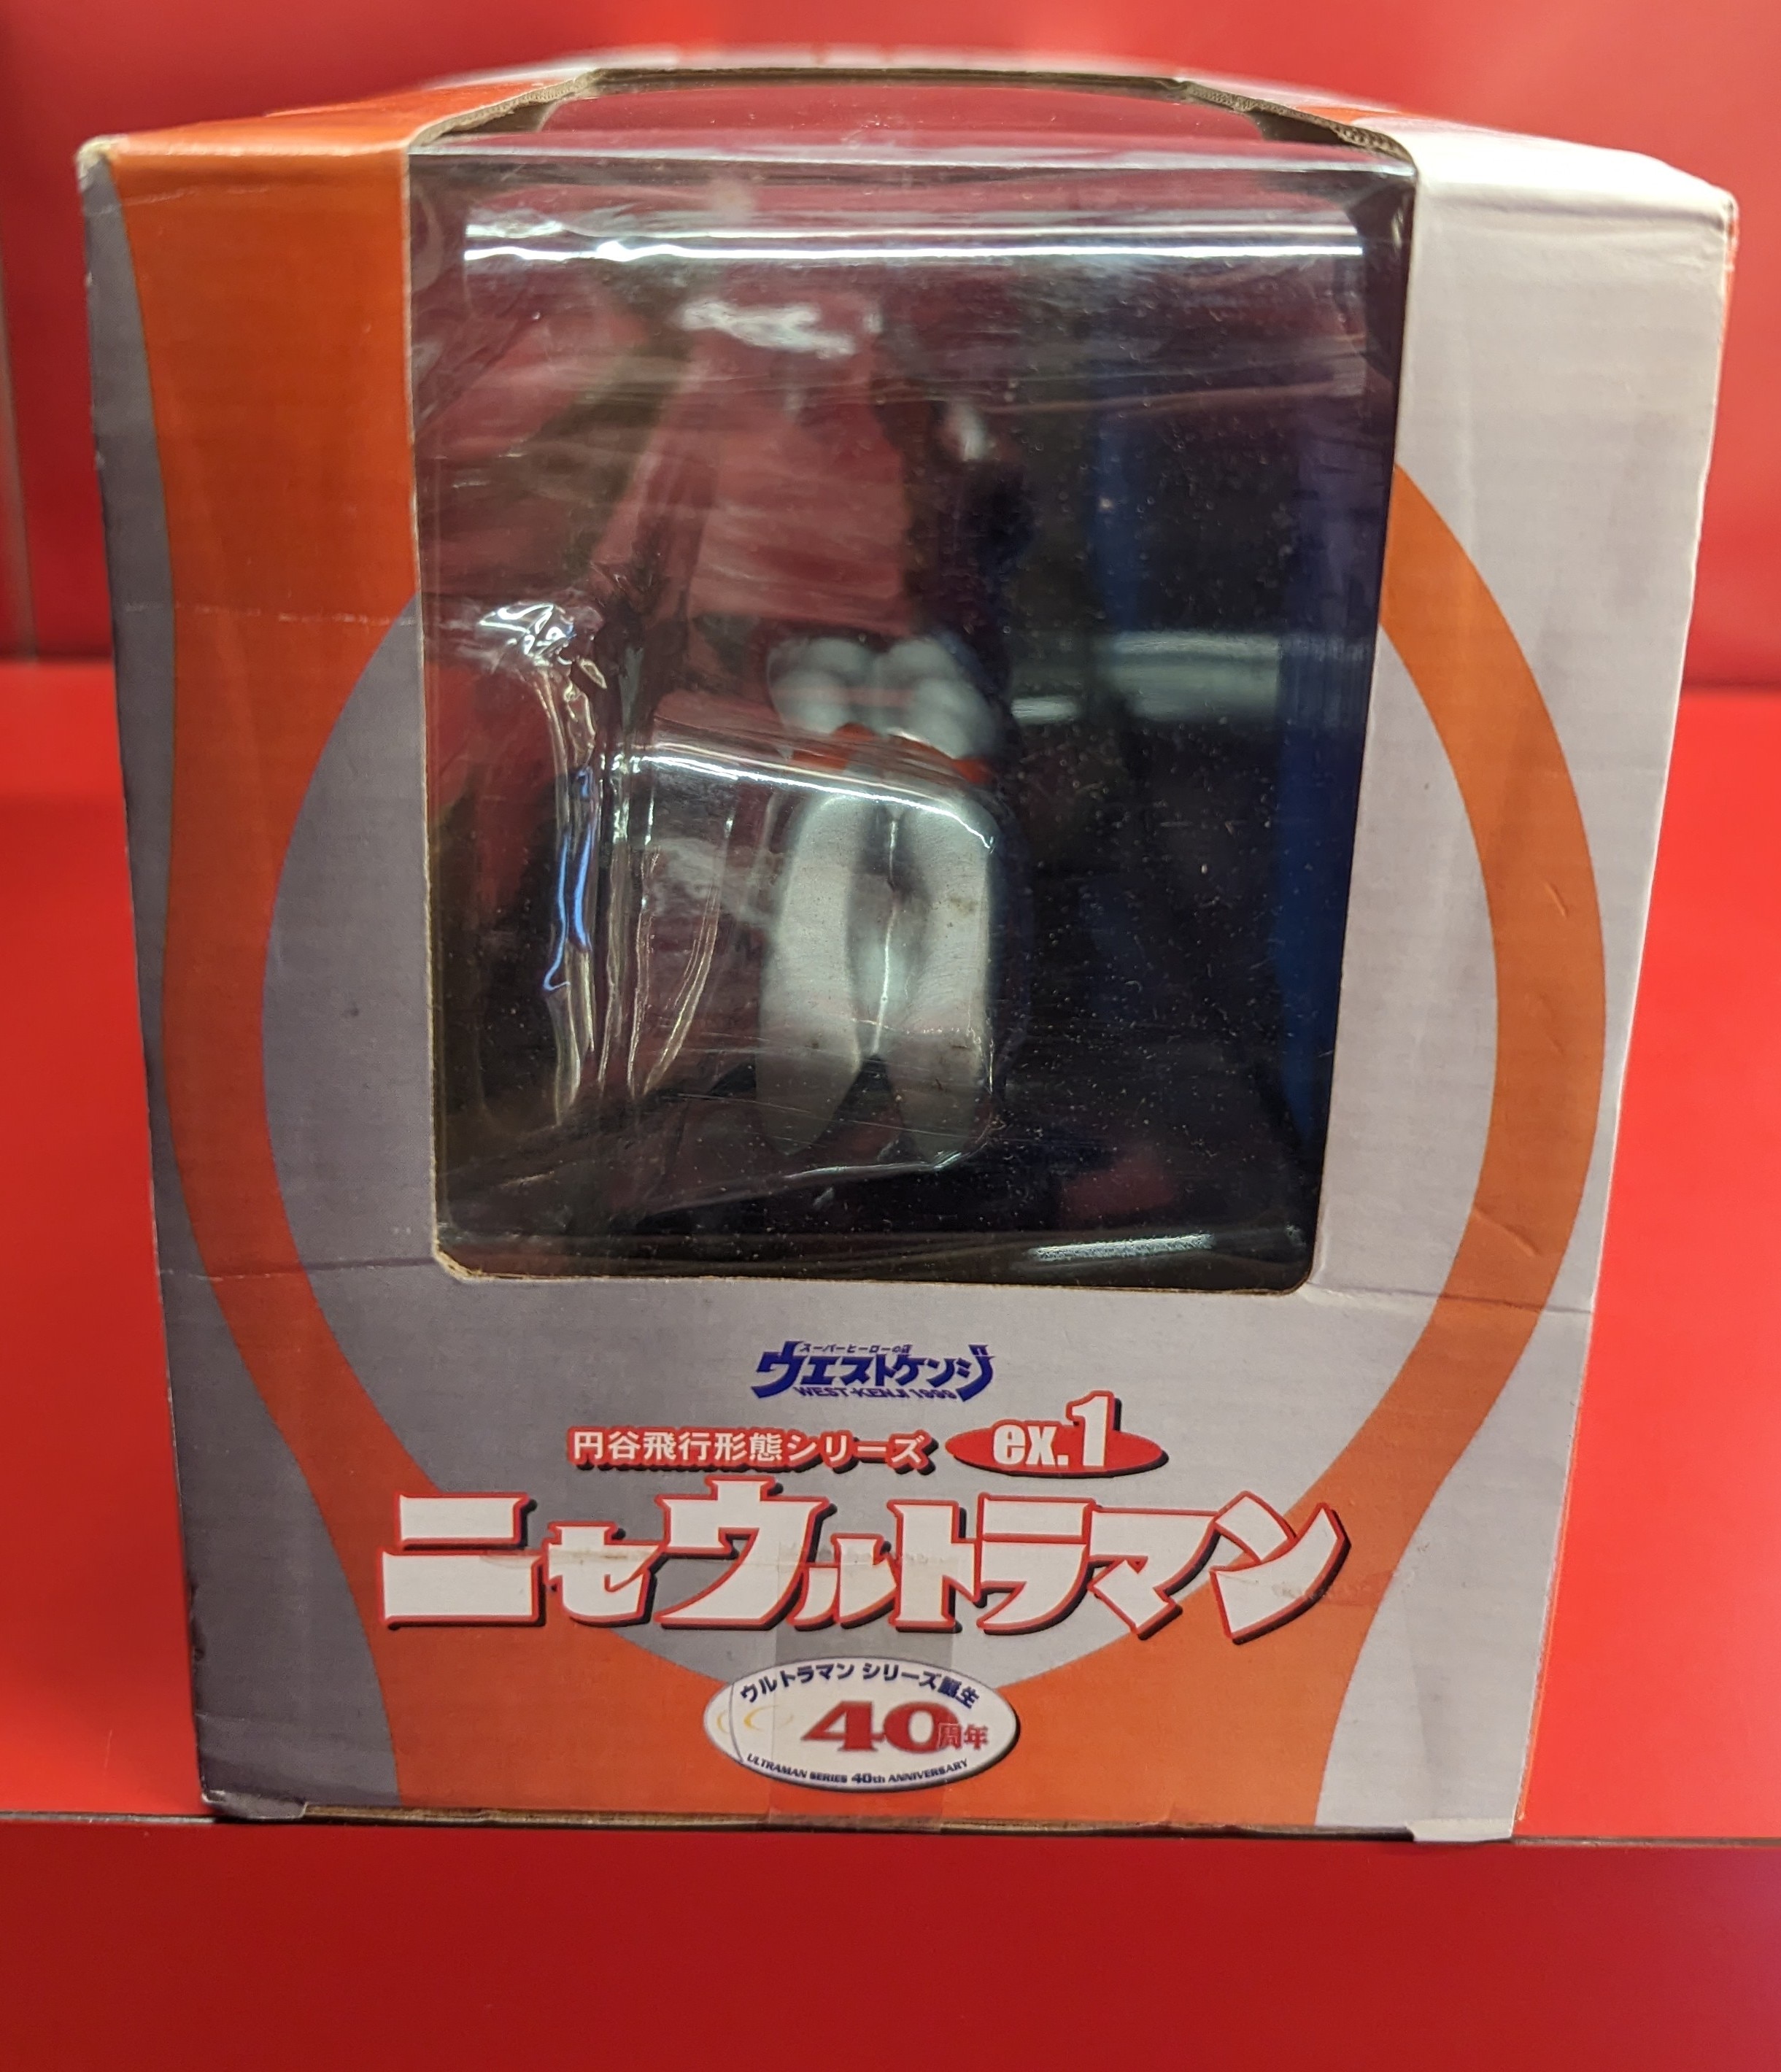 スーパーヒーローの店
ウエストケンジ
WEST-KENJI 1999
円谷飛行形態シリーズ ex.1
ニセウルトラマン
ウルトラマン シリーズ誕生
40周年
ULTRAMAN SERIES 40th ANNIVERSARY